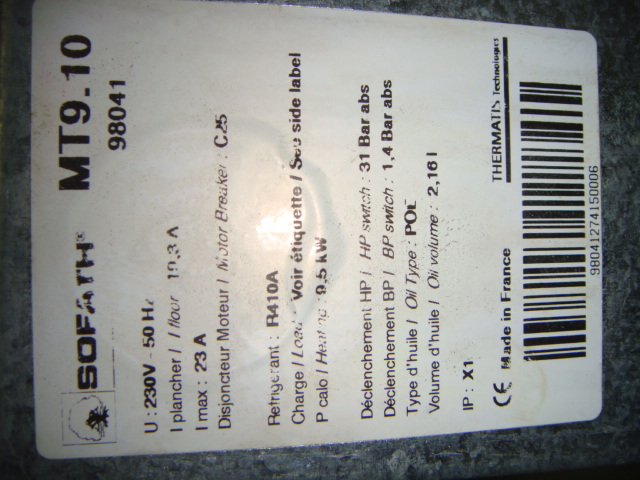 SOFATH® MT9.10
98041
U : 230V - 50 Hz
I plancher / I floor 19,3 A
I max : 23 A
Disjoncteur Moteur / Motor Breaker : C25
Refrigerant : R410A
Charge / Load : Voir étiquette / See side label
P calo / Heating : 9,5 kW
Déclenchement HP / HP switch : 31 Bar abs
Déclenchement BP / BP switch : 1,4 Bar abs
Type d'huile / Oil Type : POE
Volume d'huile / Oil volume : 2,16 l
IP : X1
CE Made in France
THERMATIS Technologies
98041274150006